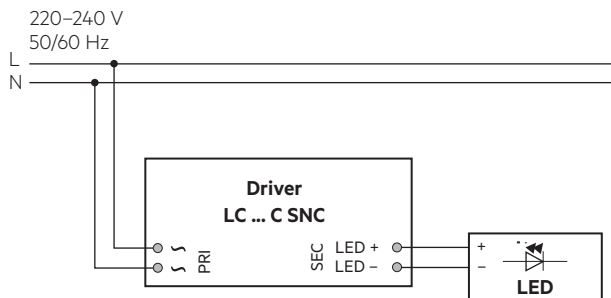 220–240 V
50/60 Hz
L
N
Driver
LC ... C SNC
~ PRI SEC LED + +
~ LED – –
LED